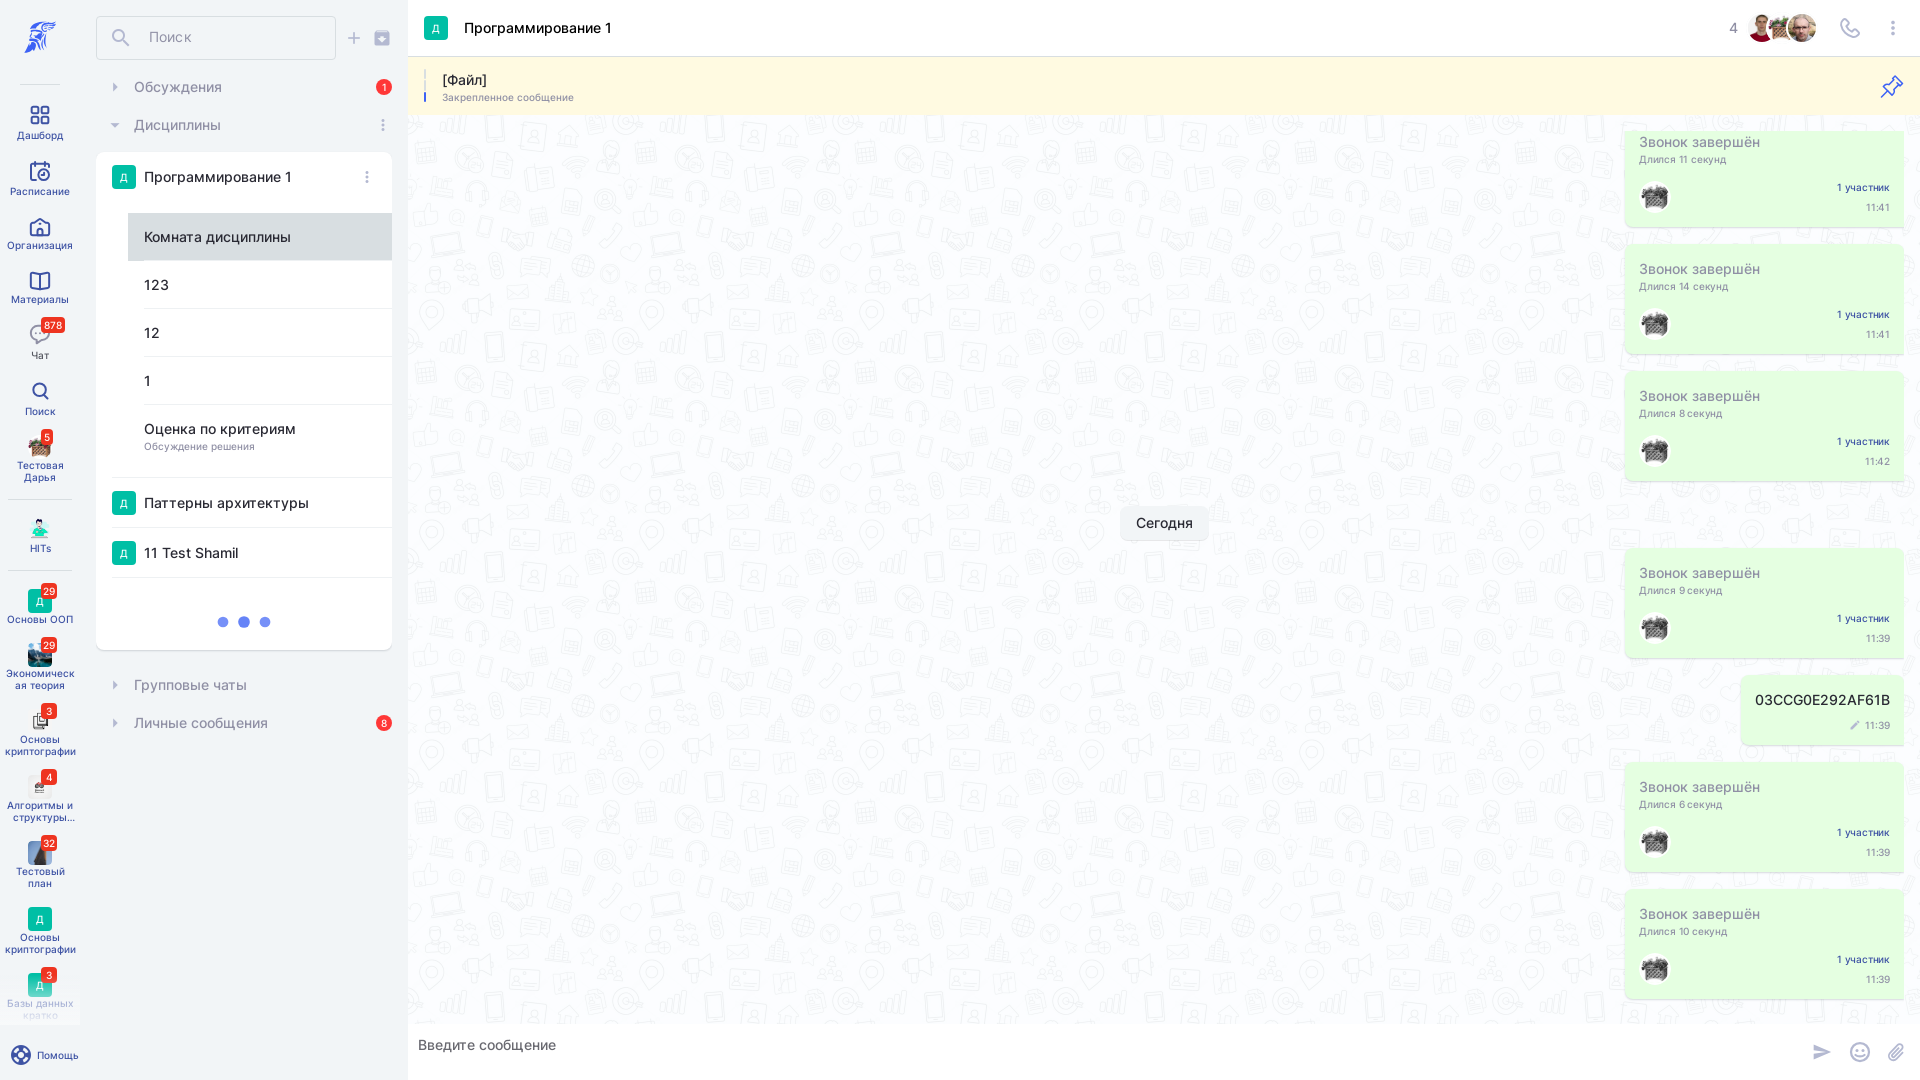 Дашборд
Расписание
Организация
Материалы
878
Чат
Поиск
5
Тестовая
Дарья
HITs
29
Д
Основы ООП
29
Экономическ
ая теория
3
Основы
криптографии
4
Алгоритмы и
структуры...
32
Тестовый
план
Д
Основы
криптографии
3
Д
Базы данных
кратко
Помощь
Поиск
Обсуждения
1
Дисциплины
Д
Программирование 1
Комната дисциплины
123
12
1
Оценка по критериям
Обсуждение решения
Д
Паттерны архитектуры
Д
11 Test Shamil
Групповые чаты
Личные сообщения
8
Д
Программирование 1
4
[Файл]
Закрепленное сообщение
Звонок завершён
Длился 11 секунд
1 участник
11:41
Звонок завершён
Длился 14 секунд
1 участник
11:41
Звонок завершён
Длился 8 секунд
1 участник
11:42
Сегодня
Звонок завершён
Длился 9 секунд
1 участник
11:39
03CCG0E292AF61B
11:39
Звонок завершён
Длился 6 секунд
1 участник
11:39
Звонок завершён
Длился 10 секунд
1 участник
11:39
Введите сообщение